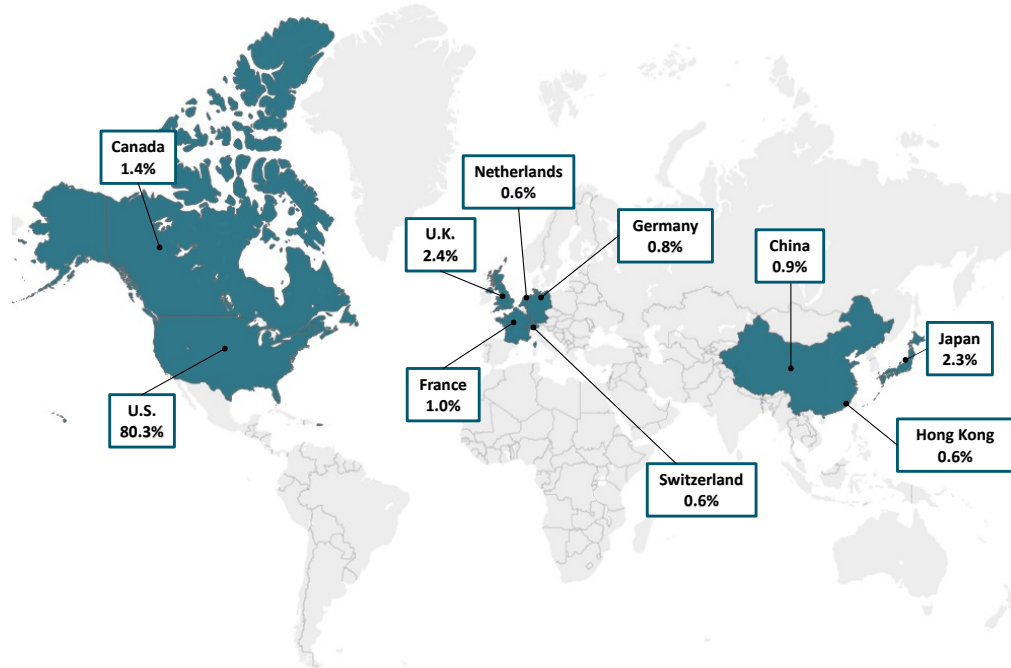 Canada
1.4%
Netherlands
0.6%
U.K.
2.4%
Germany
0.8%
China
0.9%
Japan
2.3%
U.S.
80.3%
France
1.0%
Hong Kong
0.6%
Switzerland
0.6%